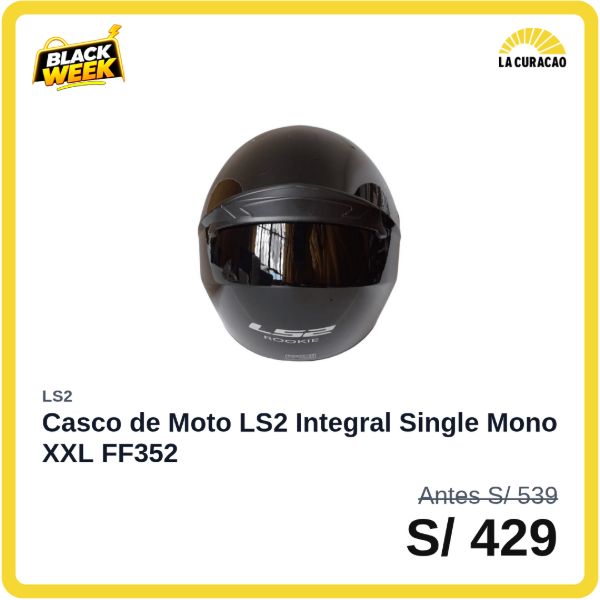 BLACK
WEEK
LA CURACAO
LS2
ROOKIE
LS2
Casco de Moto LS2 Integral Single Mono
XXL FF352
Antes S/ 539
S/ 429